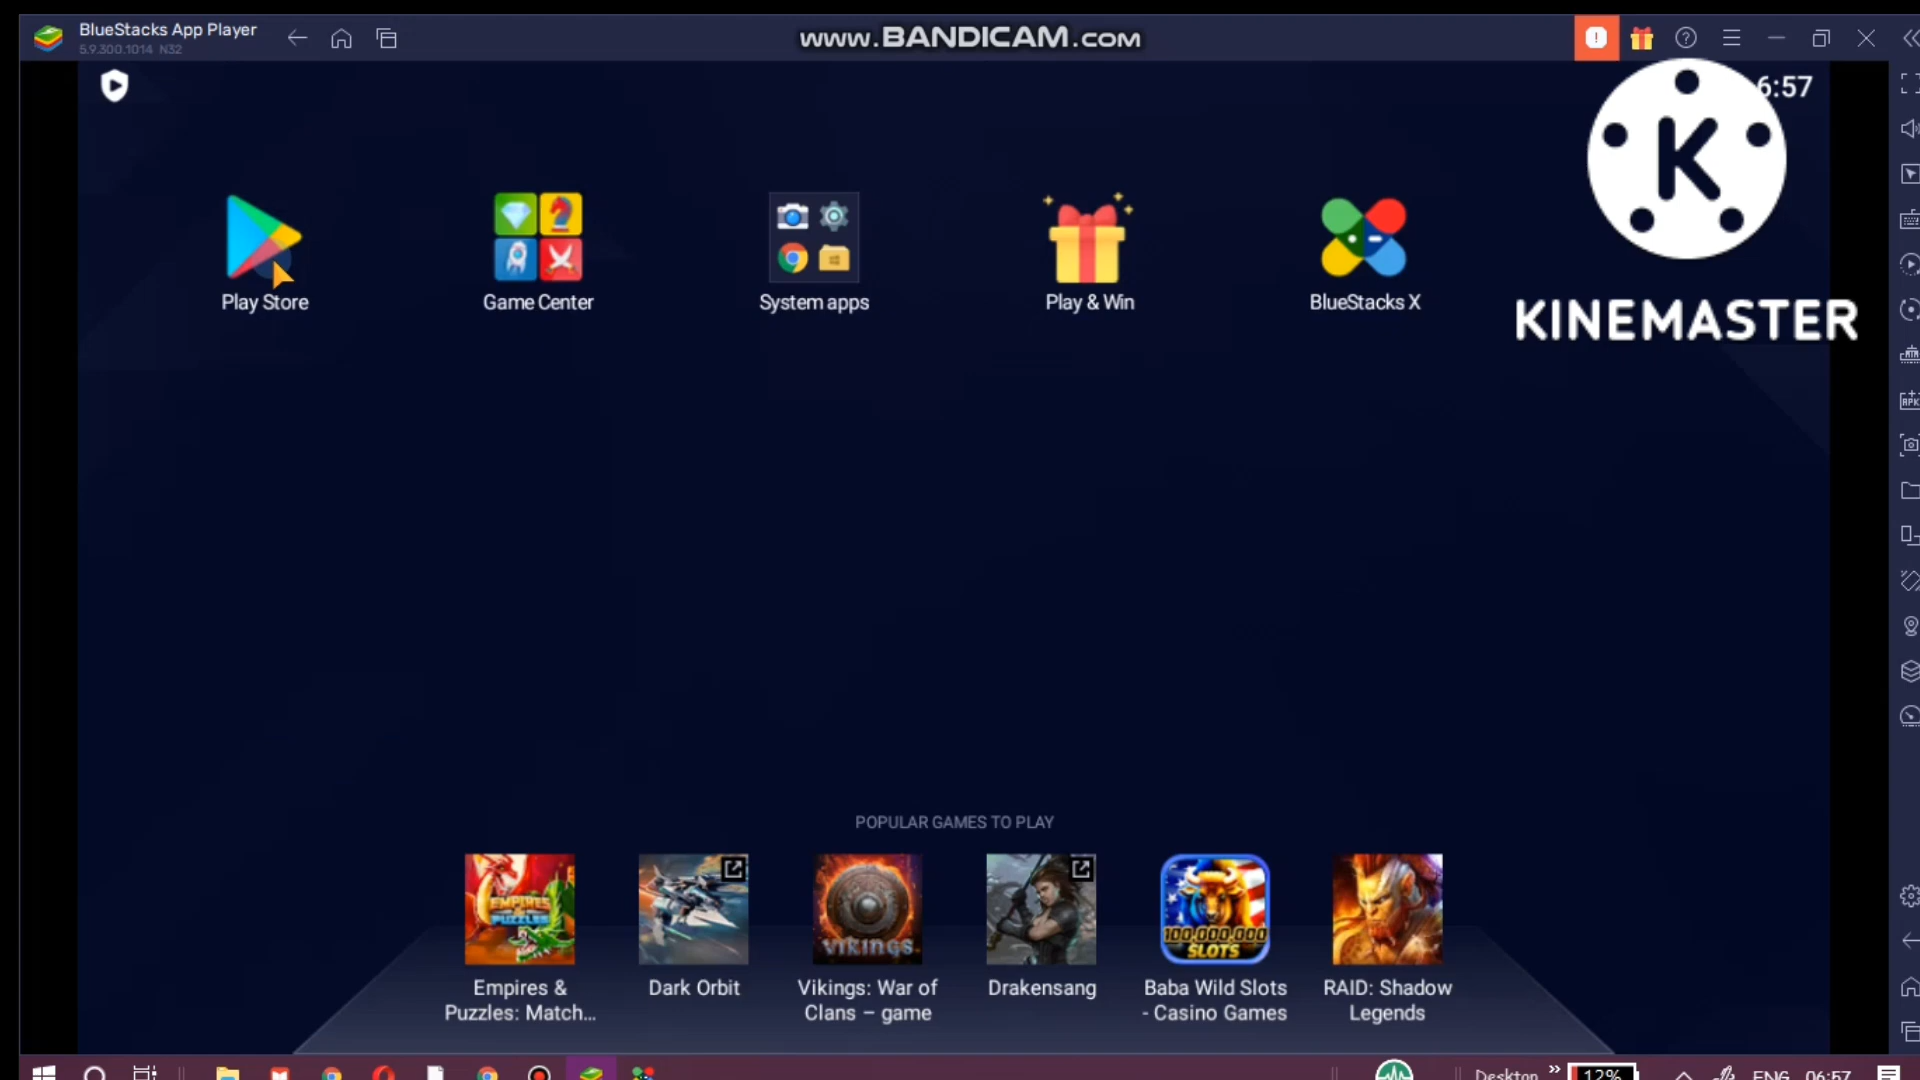 BlueStacks App Player
5.9.300.1014 N32
www.BANDICAM.com
6:57
K
KINEMASTER
Play Store
Game Center
System apps
Play & Win
BlueStacks X
POPULAR GAMES TO PLAY
EMPIRES & PUZZLES
VIKINGS
100,000,000
SLOTS
Empires &
Puzzles: Match...
Dark Orbit
Vikings: War of
Clans – game
Drakensang
Baba Wild Slots
- Casino Games
RAID: Shadow
Legends
Desktop
12%
ENG
06:57